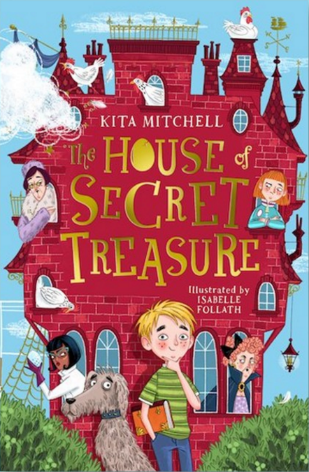 KITA MITCHELL
The HOUSE of
SECRET
TREASURE
Illustrated by
ISABELLE
FOLLATH